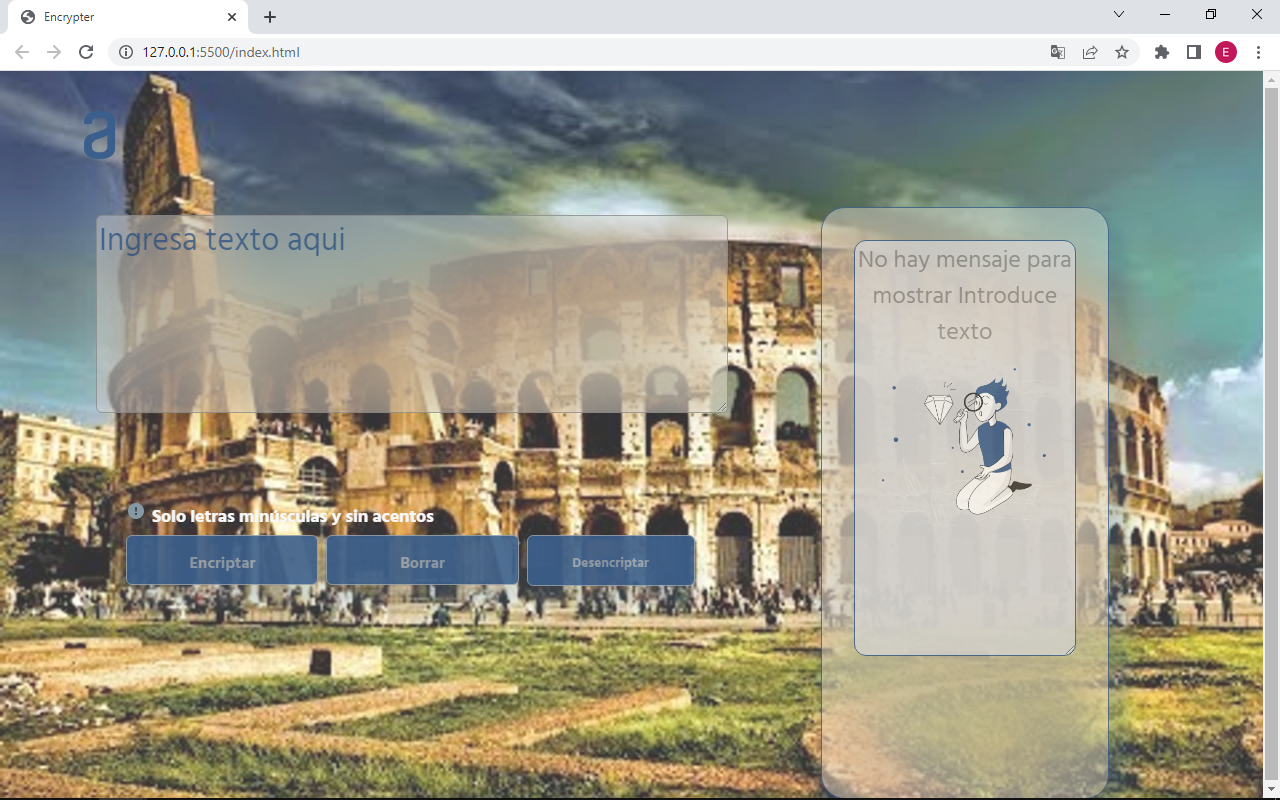 Encrypter
127.0.0.1:5500/index.html
E
a
Ingresa texto aqui
No hay mensaje para
mostrar Introduce
texto
! Solo letras minúsculas y sin acentos
Encriptar
Borrar
Desencriptar